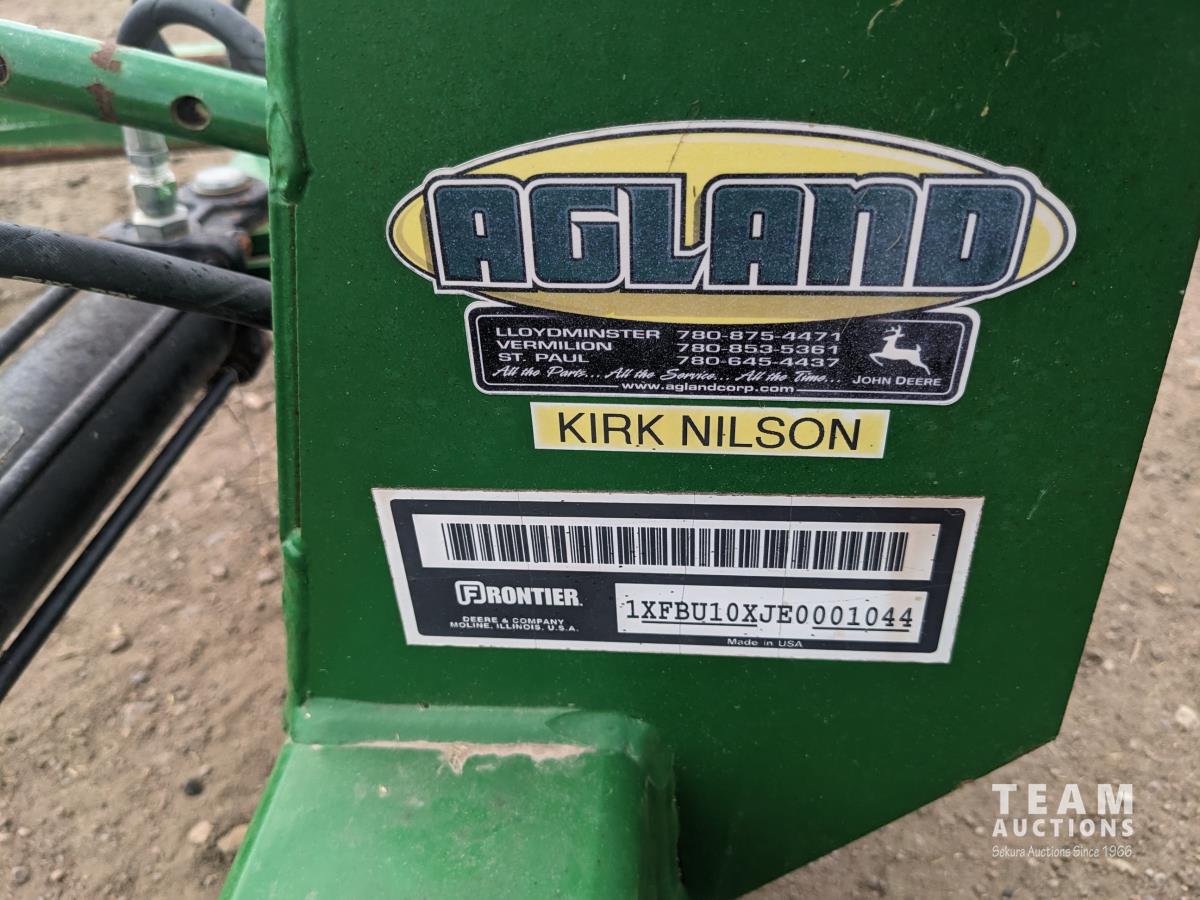 AGLAND
LLOYDMINSTER 780-875-4471
VERMILION 780-853-5361
ST. PAUL 780-645-4437
All the Parts... All the Service... All the Time...
www.aglandcorp.com
JOHN DEERE
KIRK NILSON
FRONTIER
DEERE & COMPANY
MOLINE, ILLINOIS, U.S.A.
1XFBU10XJE0001044
Made in USA
TEAM
AUCTIONS
Sekura Auctions Since 1966